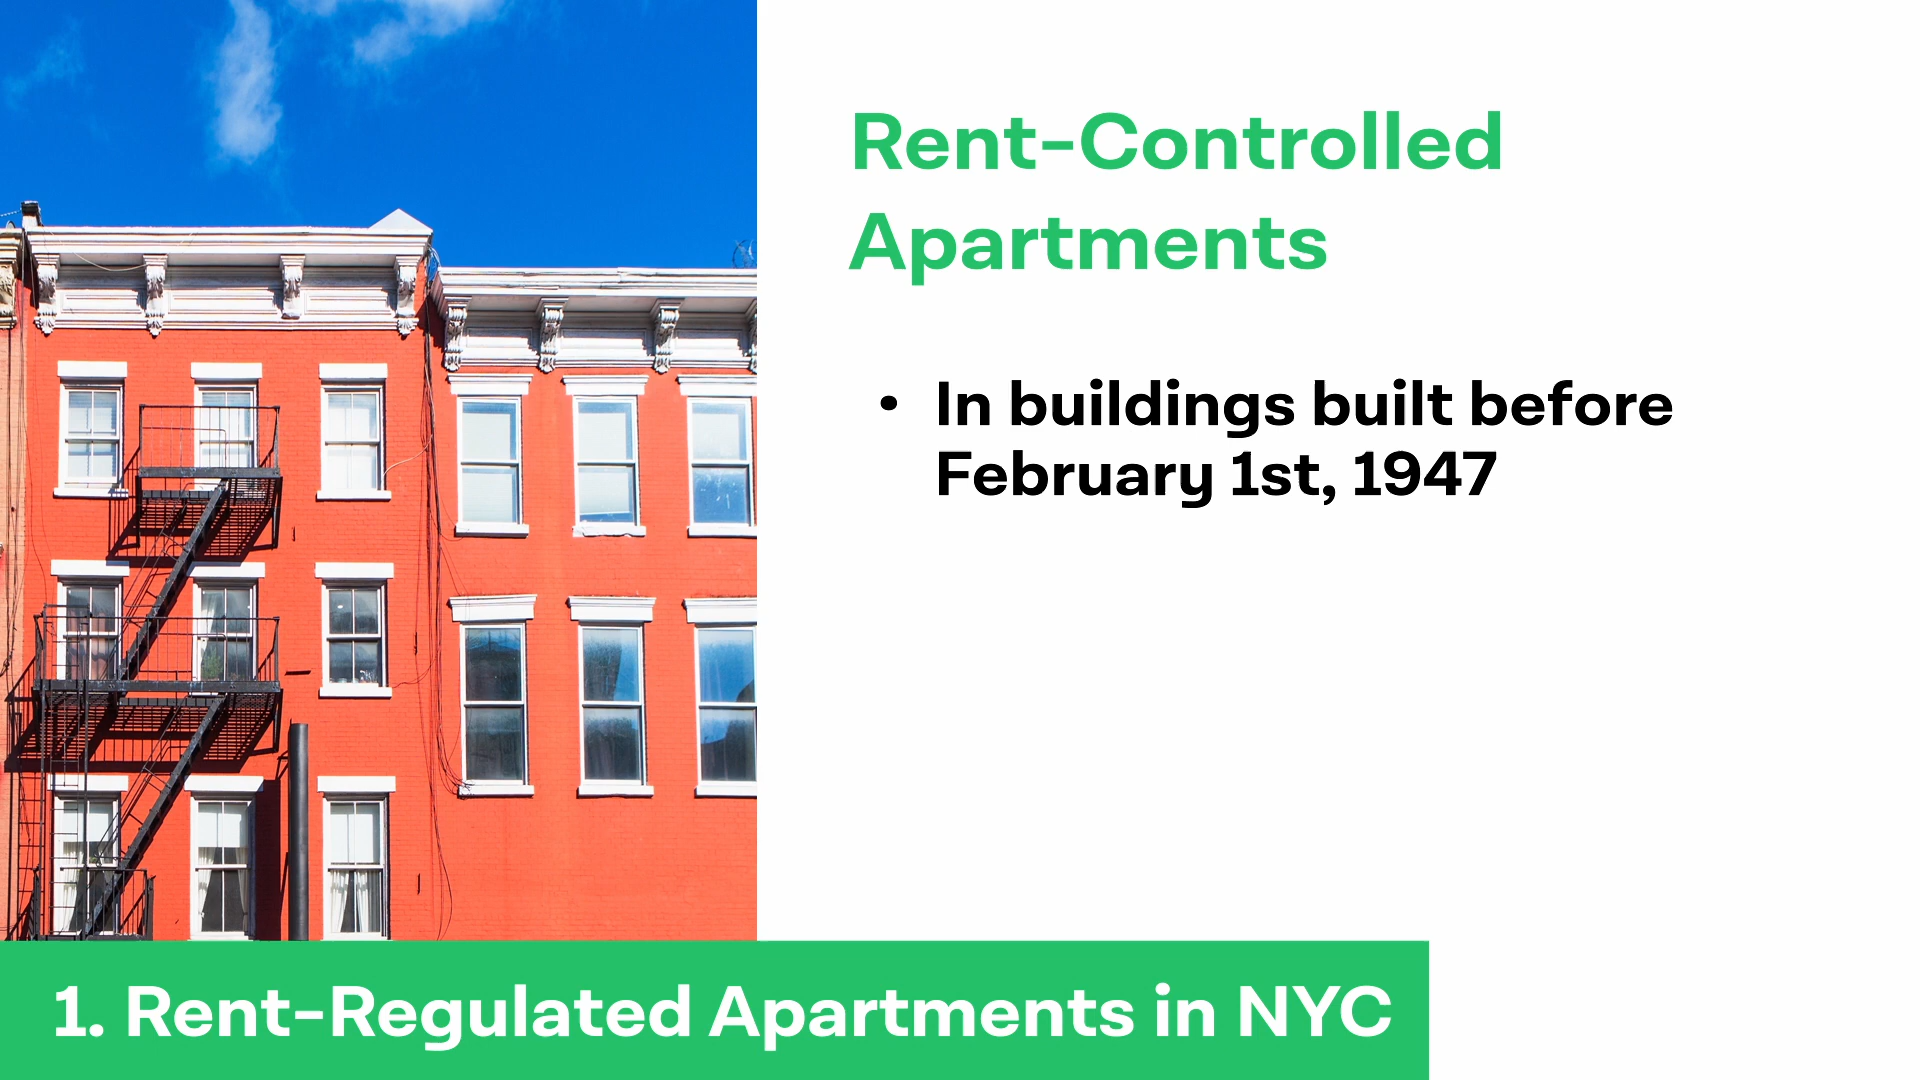 Rent-Controlled
Apartments
• In buildings built before
February 1st, 1947
1. Rent-Regulated Apartments in NYC